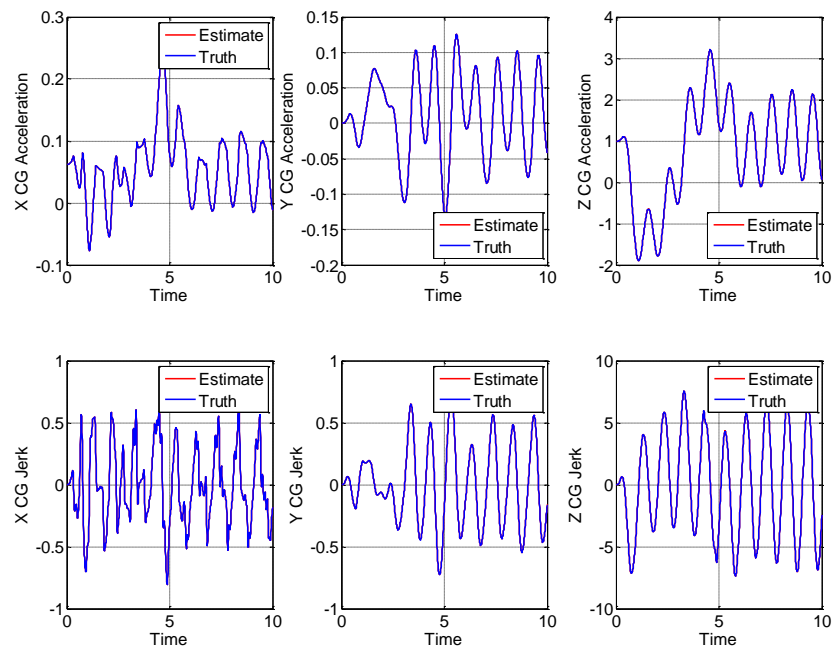 0.3
0.2
0.1
0
-0.1
0
5
10
X CG Acceleration
Time
Estimate
Truth
0.15
0.1
0.05
0
-0.05
-0.1
-0.15
-0.2
0
5
10
Y CG Acceleration
Time
Estimate
Truth
4
3
2
1
0
-1
-2
0
5
10
Z CG Acceleration
Time
Estimate
Truth
1
0.5
0
-0.5
-1
0
5
10
X CG Jerk
Time
Estimate
Truth
1
0.5
0
-0.5
-1
0
5
10
Y CG Jerk
Time
Estimate
Truth
10
5
0
-5
-10
0
5
10
Z CG Jerk
Time
Estimate
Truth